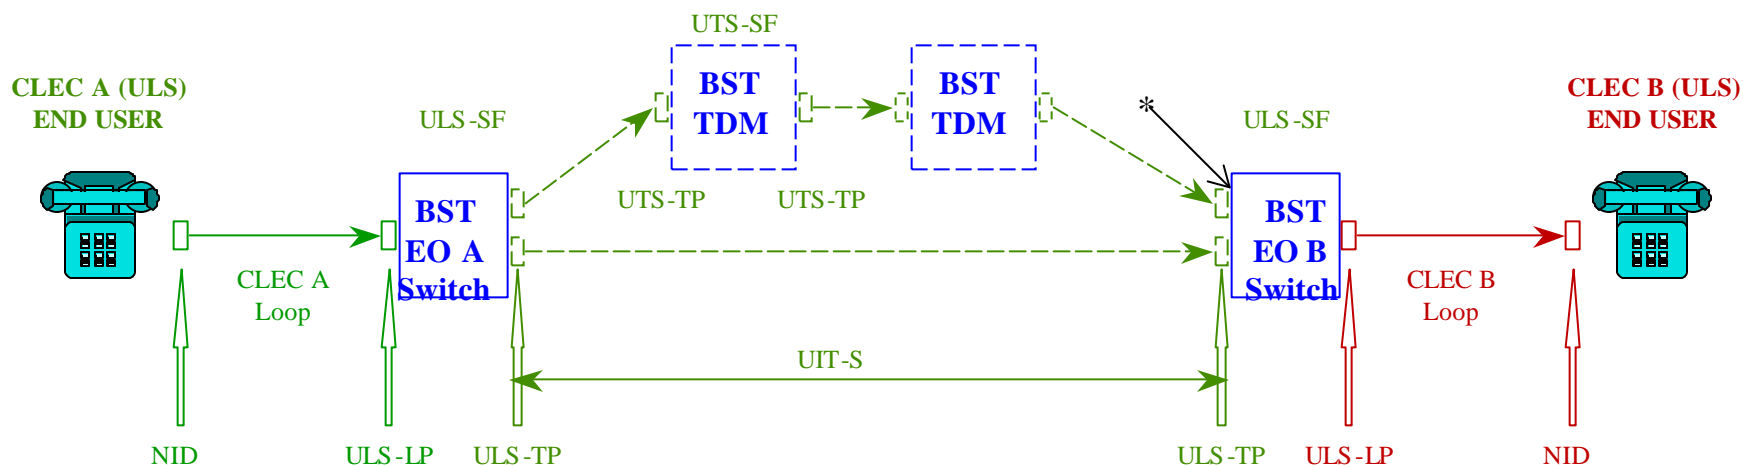 UTS-SF
CLEC A (ULS)
END USER
BST
TDM
BST
TDM
CLEC B (ULS)
END USER
ULS-SF
*
ULS-SF
UTS-TP
UTS-TP
BST
EO A
Switch
BST
EO B
Switch
CLEC A
Loop
CLEC B
Loop
UIT-S
NID
ULS-LP
ULS-TP
ULS-TP
ULS-LP
NID